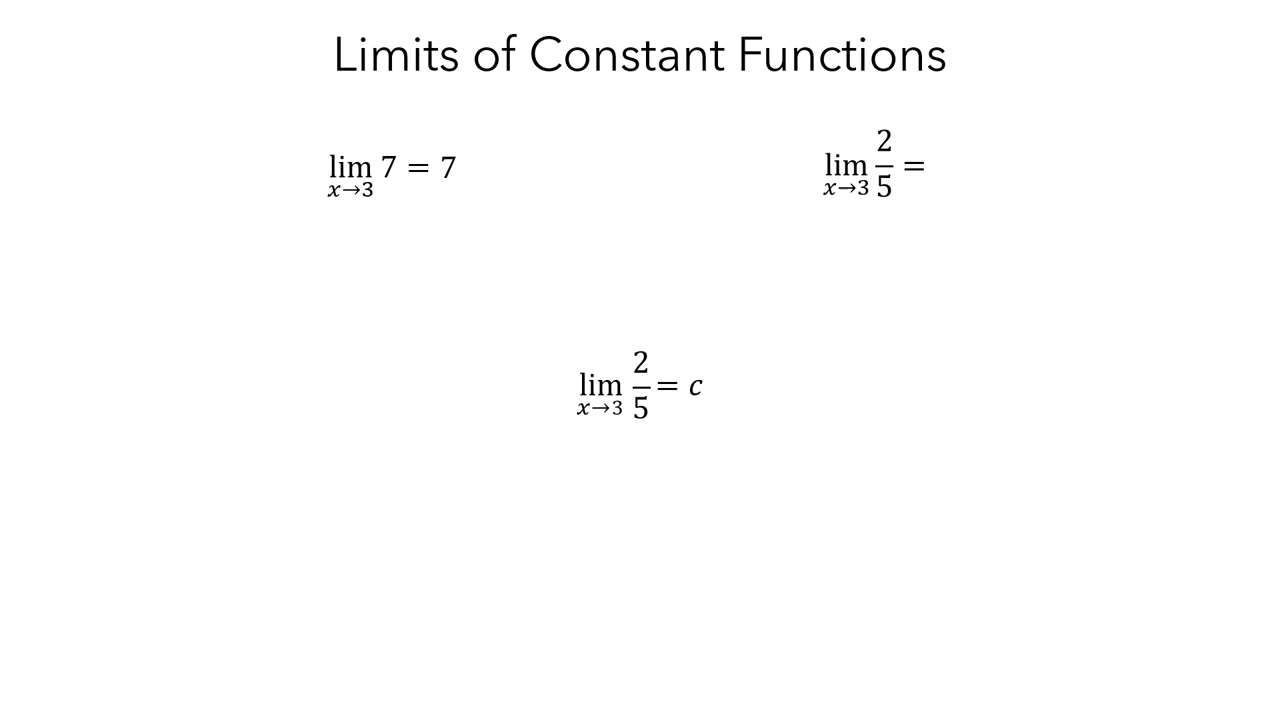 Limits of Constant Functions
lim x→3 7 = 7
lim x→3 2/5 =
lim x→3 2/5 = c